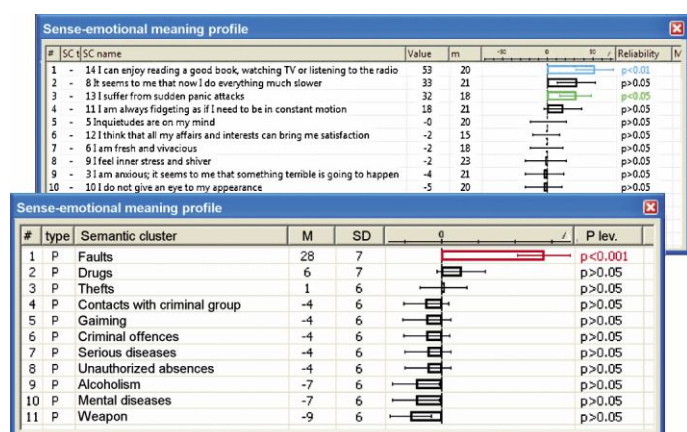 Sense-emotional meaning profile
# SC t SC name Value m -50 0 50 / Reliability M
1 - 14 I can enjoy reading a good book, watching TV or listening to the radio 53 20 p<0.01
2 - 8 It seems to me that now I do everything much slower 33 21 p>0.05
3 - 13 I suffer from sudden panic attacks 32 18 p<0.05
4 - 11 I am always fidgeting as if I need to be in constant motion 18 21 p>0.05
5 - 5 Inquietudes are on my mind -0 20 p>0.05
6 - 12 I think that all my affairs and interests can bring me satisfaction -2 15 p>0.05
7 - 6 I am fresh and vivacious -2 18 p>0.05
8 - 9 I feel inner stress and shiver -2 23 p>0.05
9 - 3 I am anxious; it seems to me that something terrible is going to happen -4 21 p>0.05
10 - 10 I do not give an eye to my appearance -5 20 p>0.05
Sense-emotional meaning profile
# type Semantic cluster M SD 0 / P lev.
1 P Faults 28 7 p<0.001
2 P Drugs 6 7 p>0.05
3 P Thefts 1 6 p>0.05
4 P Contacts with criminal group -4 6 p>0.05
5 P Gaiming -4 6 p>0.05
6 P Criminal offences -4 6 p>0.05
7 P Serious diseases -4 6 p>0.05
8 P Unauthorized absences -4 6 p>0.05
9 P Alcoholism -7 6 p>0.05
10 P Mental diseases -7 6 p>0.05
11 P Weapon -9 6 p>0.05